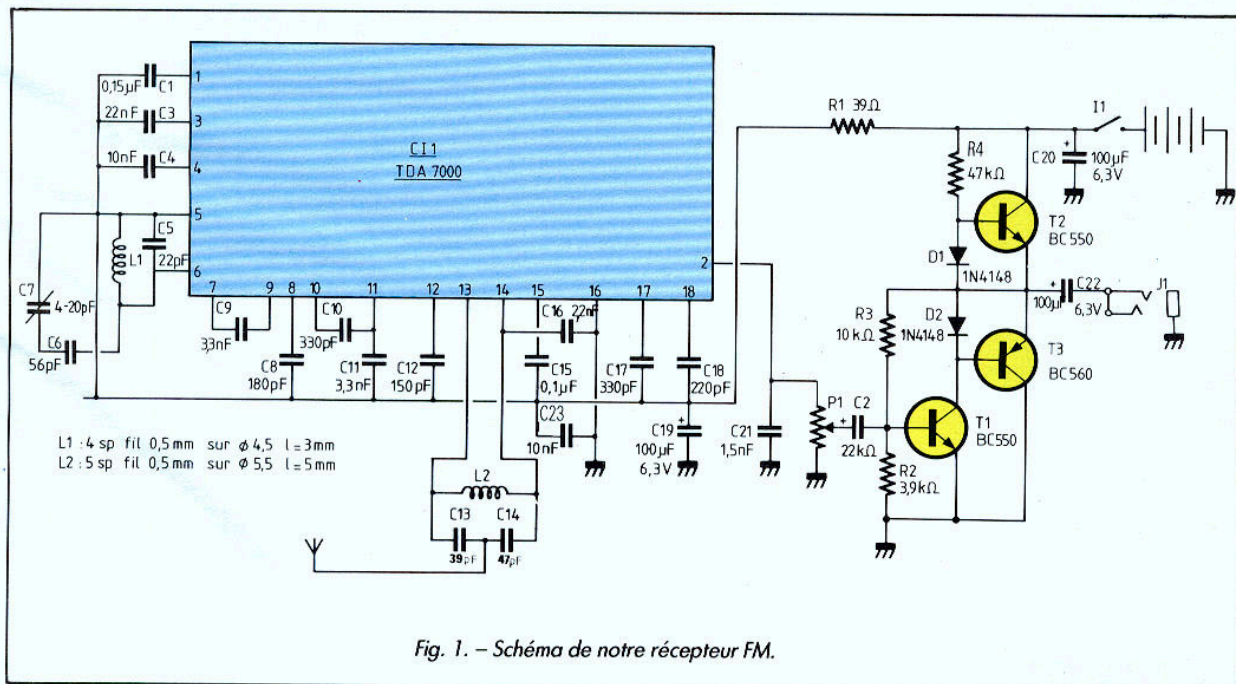 1
0,15µF C1
22nF C3
3
10nF C4
4
CI1
TDA 7000
5
C5
L1
22pF
6
C7
4-20pF
C6
56pF
2
7 9 8 10 11 12 13 14 15 16 17 18
C9
3,3nF
C10
330pF
C8
180pF
C11
3,3nF
C12
150pF
C16 22nF
C15
0,1µF
C17
330pF
C18
220pF
C23
10nF
C19
+
100µF
6,3V
C21
1,5nF
L2
C13
39pF
C14
47pF
L1 : 4 sp fil 0,5mm sur ϕ 4,5 l = 3mm
L2 : 5 sp fil 0,5mm sur ϕ 5,5 l = 5mm
R1 39Ω
I1
R4
47kΩ
C20
+
100µF
6,3V
T2
BC550
D1
1N4148
+
C22
100µF
6,3V
J1
R3
10kΩ
D2
1N4148
T3
BC560
P1
+
C2
22kΩ
T1
BC550
R2
3,9kΩ
Fig. 1. – Schéma de notre récepteur FM.